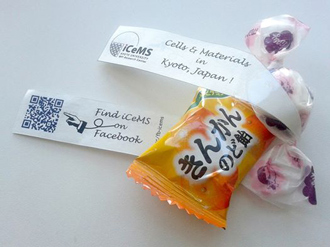 iCeMS
Cells & Materials
in
Kyoto, Japan !
Find iCeMS
on
Facebook
きんかん
のど飴